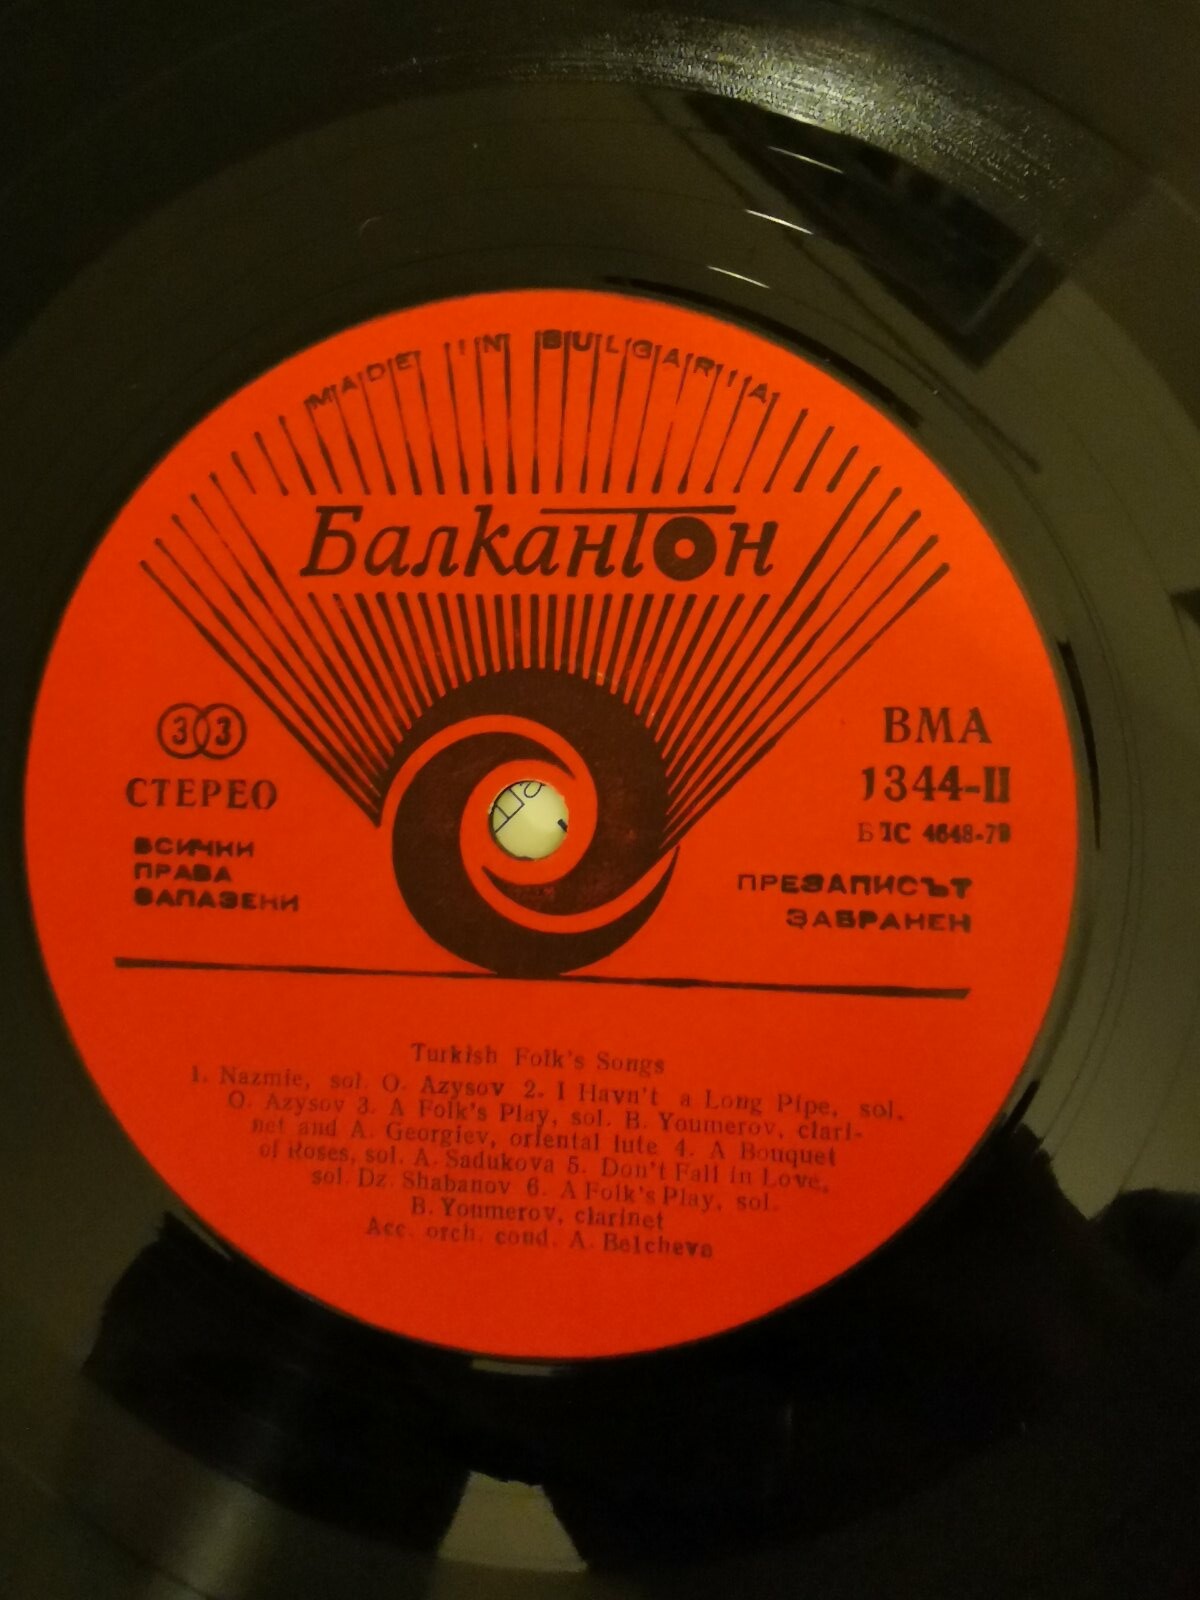 MADE IN BULGARIA
Балкантон
33
СТЕРЕО
ВСИЧКИ
ПРАВА
ЗАПАЗЕНИ
ВМА
1344-II
БДС 4648-70
ПРЕЗАПИСЪТ
ЗАБРАНЕН
Turkish Folk's Songs
1. Nazmie, sol. O. Azysov 2. I Havn't a Long Pipe, sol.
O. Azysov 3. A Folk's Play, sol. B. Youmerov, clari-
net and A. Georgiev, oriental lute 4. A Bouquet
of Roses, sol. A. Sadukova 5. Don't Fall in Love,
sol. Dz. Shabanov 6. A Folk's Play, sol.
B. Youmerov, clarinet
Acc. orch. cond. A. Belcheva